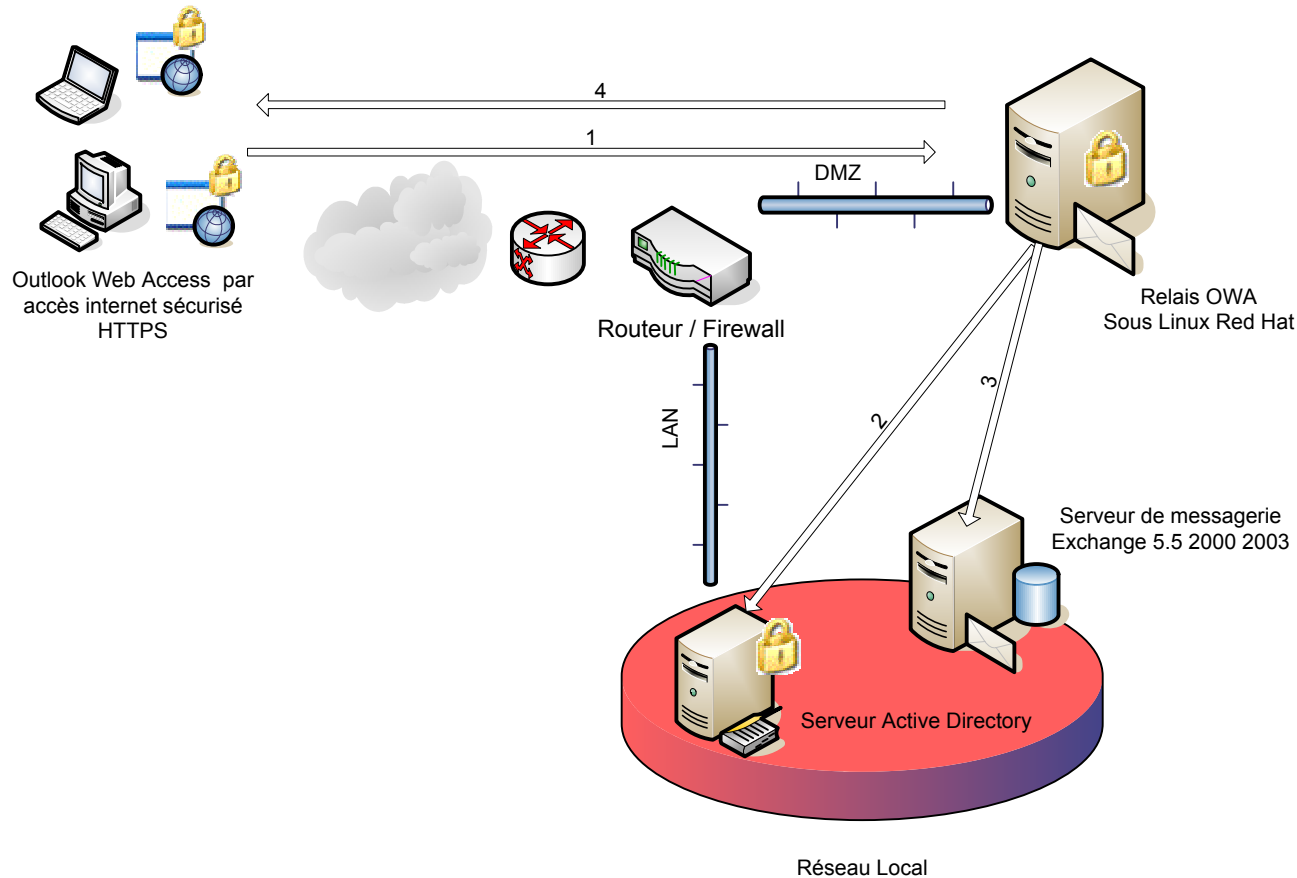 4
1
DMZ
Outlook Web Access par
accès internet sécurisé
HTTPS
Routeur / Firewall
Relais OWA
Sous Linux Red Hat
LAN
2
3
Serveur de messagerie
Exchange 5.5 2000 2003
Serveur Active Directory
Réseau Local